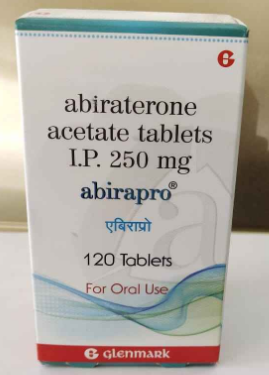 abiraterone
acetate tablets
I.P. 250 mg
abirapro®
एबिराप्रो
120 Tablets
For Oral Use
G glenmark